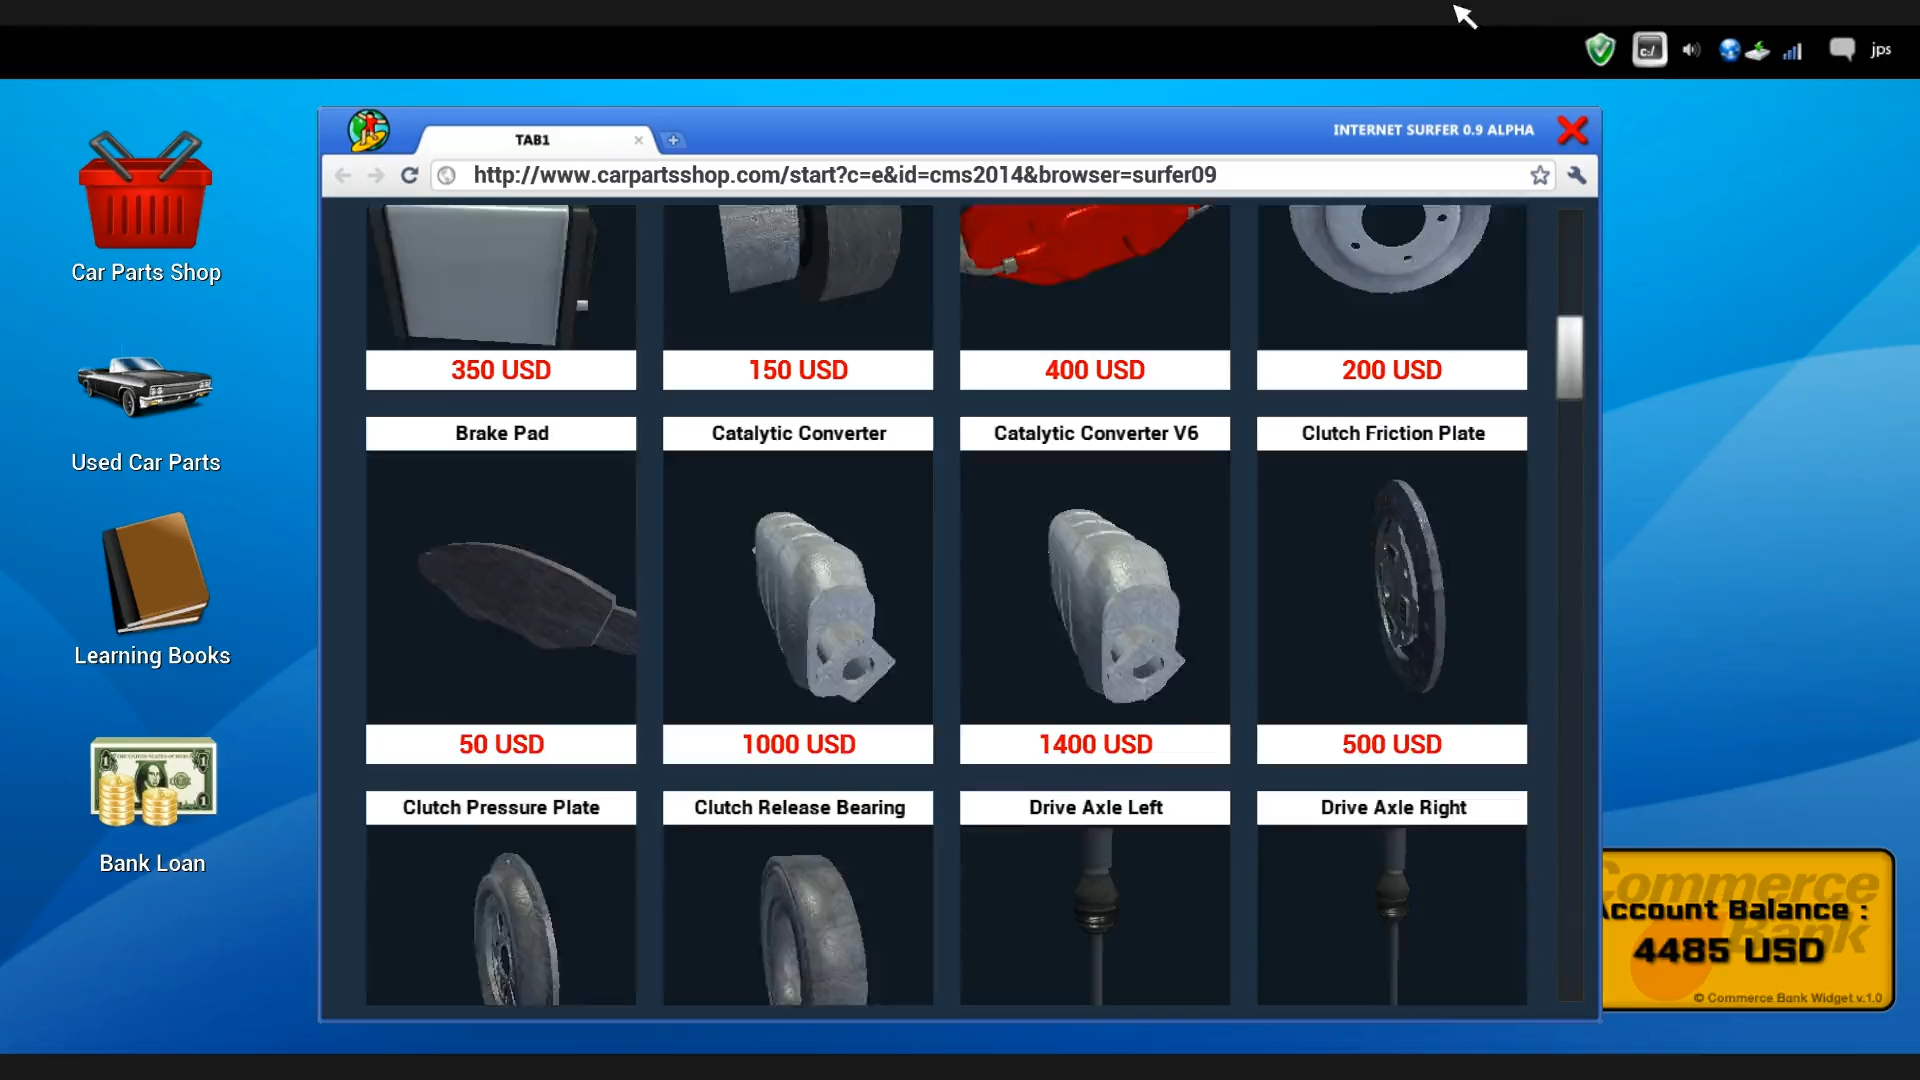 c:/
jps
TAB1
INTERNET SURFER 0.9 ALPHA
http://www.carpartsshop.com/start?c=e&id=cms2014&browser=surfer09
Car Parts Shop
Used Car Parts
Learning Books
Bank Loan
350 USD
150 USD
400 USD
200 USD
Brake Pad
Catalytic Converter
Catalytic Converter V6
Clutch Friction Plate
50 USD
1000 USD
1400 USD
500 USD
Clutch Pressure Plate
Clutch Release Bearing
Drive Axle Left
Drive Axle Right
Commerce
Bank
Account Balance :
4485 USD
© Commerce Bank Widget v.1.0